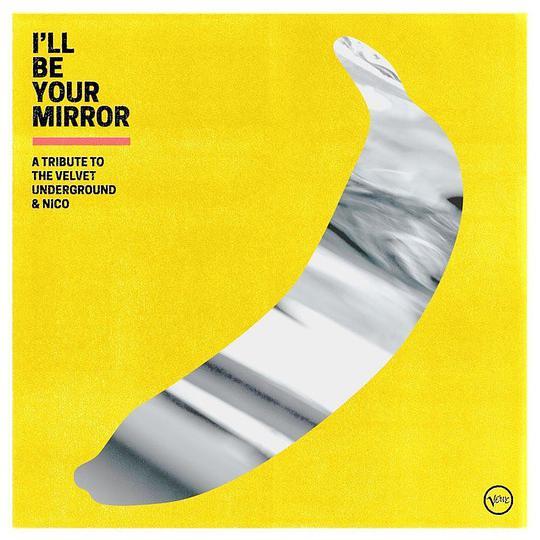 I'LL
BE
YOUR
MIRROR
A TRIBUTE TO
THE VELVET
UNDERGROUND
& NICO
Verve